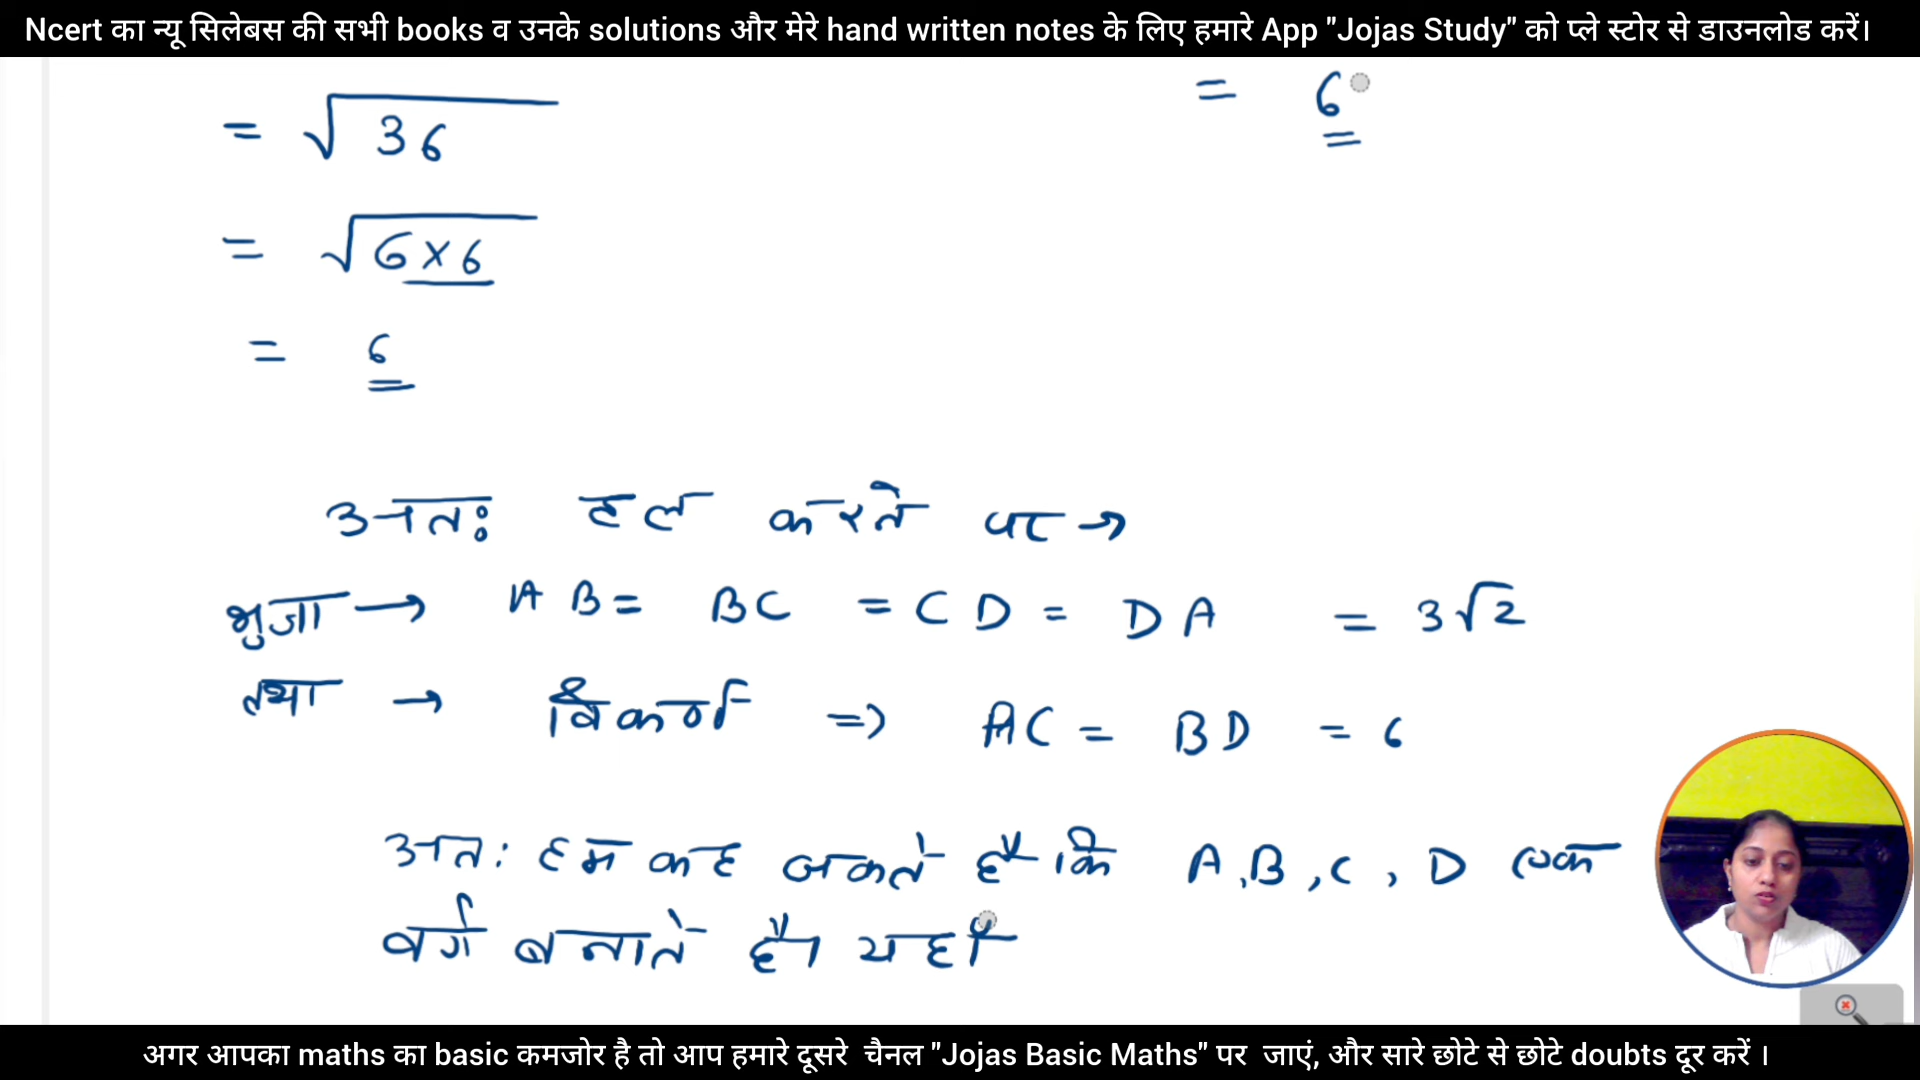 Ncert का न्यू सिलेबस की सभी books व उनके solutions और मेरे hand written notes के लिए हमारे App "Jojas Study" को प्ले स्टोर से डाउनलोड करें।
= √36
= 6
= √6×6
= 6
अतः हल करने पर →
भुजा → AB = BC = CD = DA = 3√2
तथा → विकर्ण ⇒ AC = BD = 6
अतः हम कह सकते हैं कि A, B, C, D एक
वर्ग बनाते हैं। यहाँ
अगर आपका maths का basic कमजोर है तो आप हमारे दूसरे चैनल "Jojas Basic Maths" पर जाएं, और सारे छोटे से छोटे doubts दूर करें ।